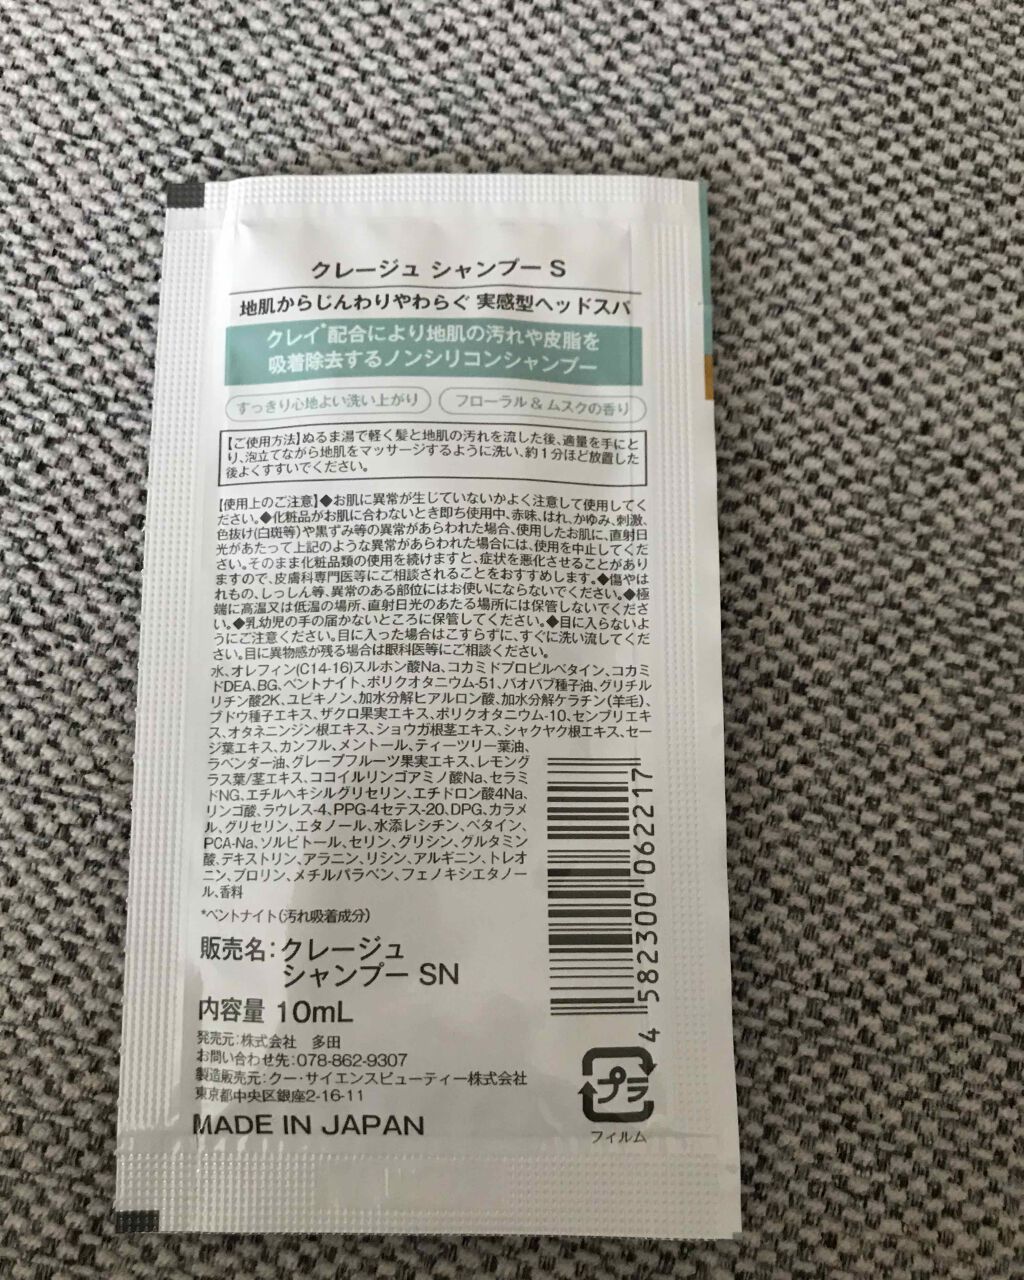 クレージュ シャンプー S
地肌からじんわりやわらぐ 実感型ヘッドスパ
クレイ*配合により地肌の汚れや皮脂を
吸着除去するノンシリコンシャンプー
すっきり心地よい洗い上がり
フローラル & ムスクの香り
【ご使用方法】ぬるま湯で軽く髪と地肌の汚れを流した後、適量を手にと
り、泡立てながら地肌をマッサージするように洗い、約1分ほど放置した
後よくすすいでください。
【使用上のご注意】◆お肌に異常が生じていないかよく注意して使用してく
ださい。◆化粧品がお肌に合わないとき即ち使用中、赤味、はれ、かゆみ、刺激、
色抜け(白斑等)や黒ずみ等の異常があらわれた場合、使用したお肌に、直射日
光があたって上記のような異常があらわれた場合には、使用を中止してくだ
さい。そのまま化粧品類の使用を続けますと、症状を悪化させることがあり
ますので、皮膚科専門医等にご相談されることをおすすめします。◆傷やは
れもの、しっしん等、異常のある部位にはお使いにならないでください。◆極
端に高温又は低温の場所、直射日光のあたる場所には保管しないでくださ
い。◆乳幼児の手の届かないところに保管してください。◆目に入らないよ
うにご注意ください。目に入った場合はこすらずに、すぐに洗い流してくだ
さい。目に異物感が残る場合は眼科医等にご相談ください。
水、オレフィン(C14-16)スルホン酸Na、コカミドプロピルベタイン、コカミ
ドDEA、BG、ベントナイト、ポリクオタニウム-51、バオバブ種子油、グリチル
リチン酸2K、ユビキノン、加水分解ヒアルロン酸、加水分解ケラチン(羊毛)、
ブドウ種子エキス、ザクロ果実エキス、ポリクオタニウム-10、センブリエキ
ス、オタネニンジン根エキス、ショウガ根茎エキス、シャクヤク根エキス、セー
ジ葉エキス、カンフル、メントール、ティーツリー葉油、
ラベンダー油、グレープフルーツ果実エキス、レモング
ラス葉/茎エキス、ココイルリンゴアミノ酸Na、セラミ
ドNG、エチルヘキシルグリセリン、エチドロン酸4Na、
リンゴ酸、ラウレス-4、PPG-4セテス-20、DPG、カラメ
ル、グリセリン、エタノール、水添レシチン、ベタイン、
PCA-Na、ソルビトール、セリン、グリシン、グルタミン
酸、デキストリン、アラニン、リシン、アルギニン、トレオ
ニン、プロリン、メチルパラベン、フェノキシエタノー
ル、香料
*ベントナイト(汚れ吸着成分)
販売名:クレージュ
シャンプー SN
内容量 10mL
発売元:株式会社 多田
お問い合わせ先:078-862-9307
製造販売元:クー・サイエンスビューティー株式会社
東京都中央区銀座2-16-11
MADE IN JAPAN
4 582300 062217
プラ
フィルム